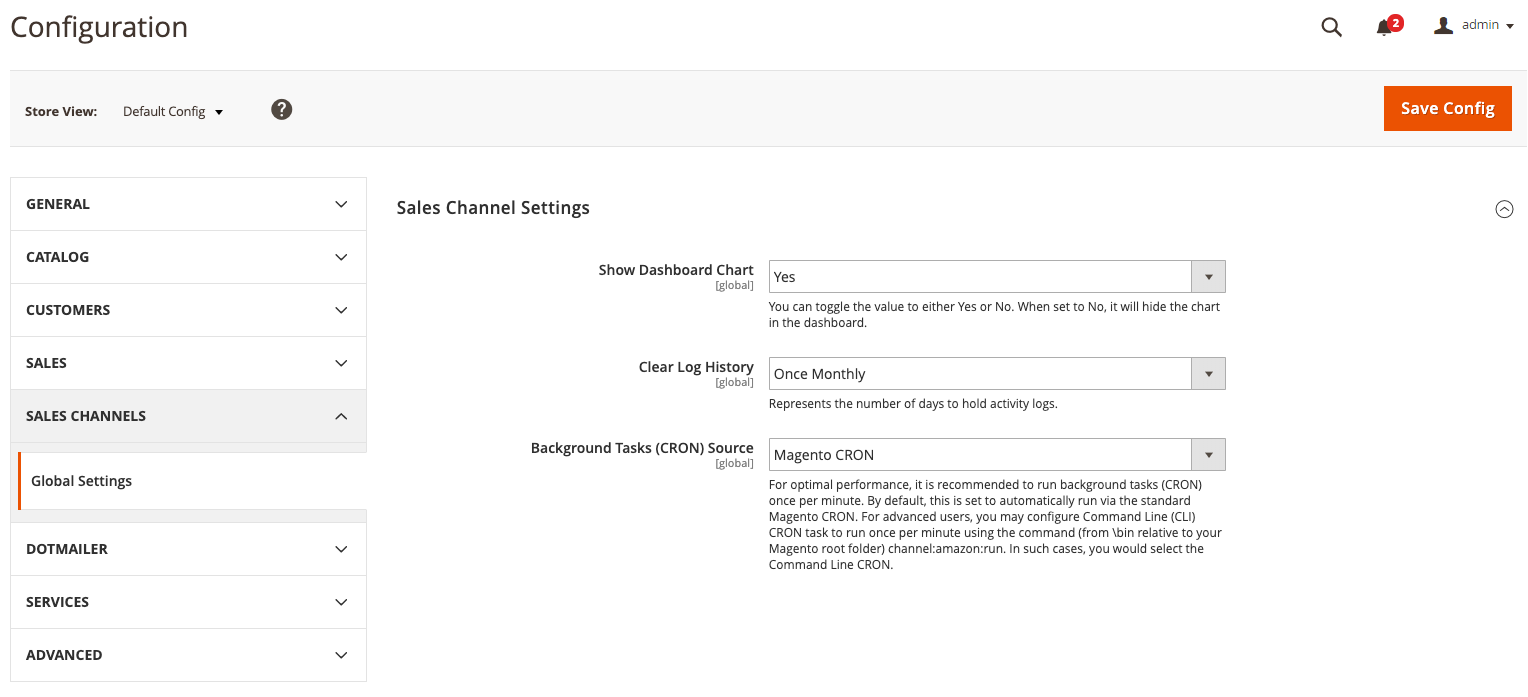 Configuration
2
admin
Store View:
Default Config
?
Save Config
GENERAL
CATALOG
CUSTOMERS
SALES
SALES CHANNELS
Global Settings
DOTMAILER
SERVICES
ADVANCED
Sales Channel Settings
Show Dashboard Chart
[global]
Yes
You can toggle the value to either Yes or No. When set to No, it will hide the chart
in the dashboard.
Clear Log History
[global]
Once Monthly
Represents the number of days to hold activity logs.
Background Tasks (CRON) Source
[global]
Magento CRON
For optimal performance, it is recommended to run background tasks (CRON)
once per minute. By default, this is set to automatically run via the standard
Magento CRON. For advanced users, you may configure Command Line (CLI)
CRON task to run once per minute using the command (from \bin relative to your
Magento root folder) channel:amazon:run. In such cases, you would select the
Command Line CRON.